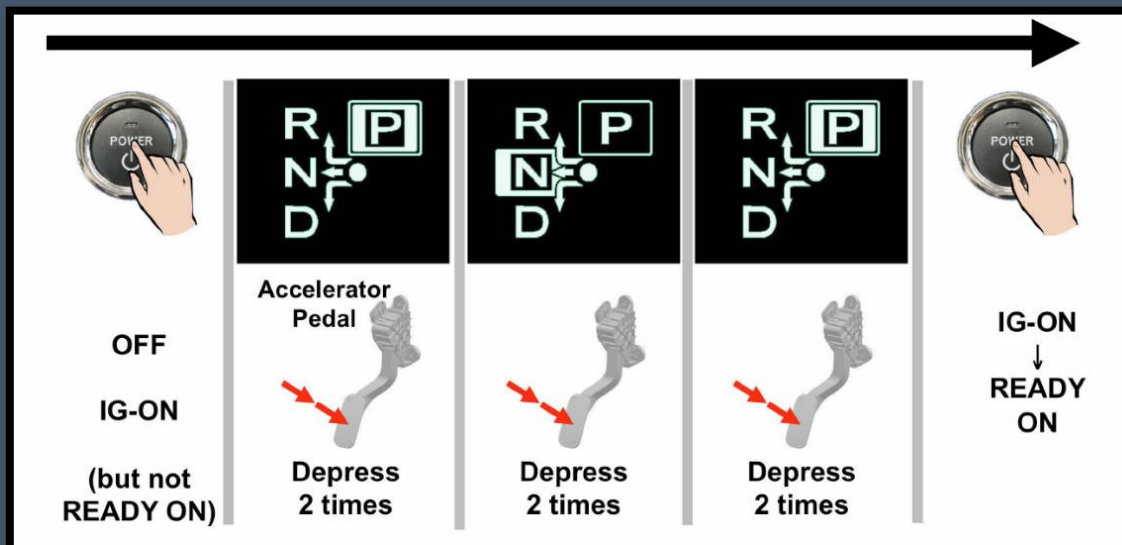 POWER
OFF
IG-ON
(but not
READY ON)
R P
N
D
Accelerator
Pedal
Depress
2 times
R P
N
D
Depress
2 times
R P
N
D
Depress
2 times
POWER
IG-ON
↓
READY
ON